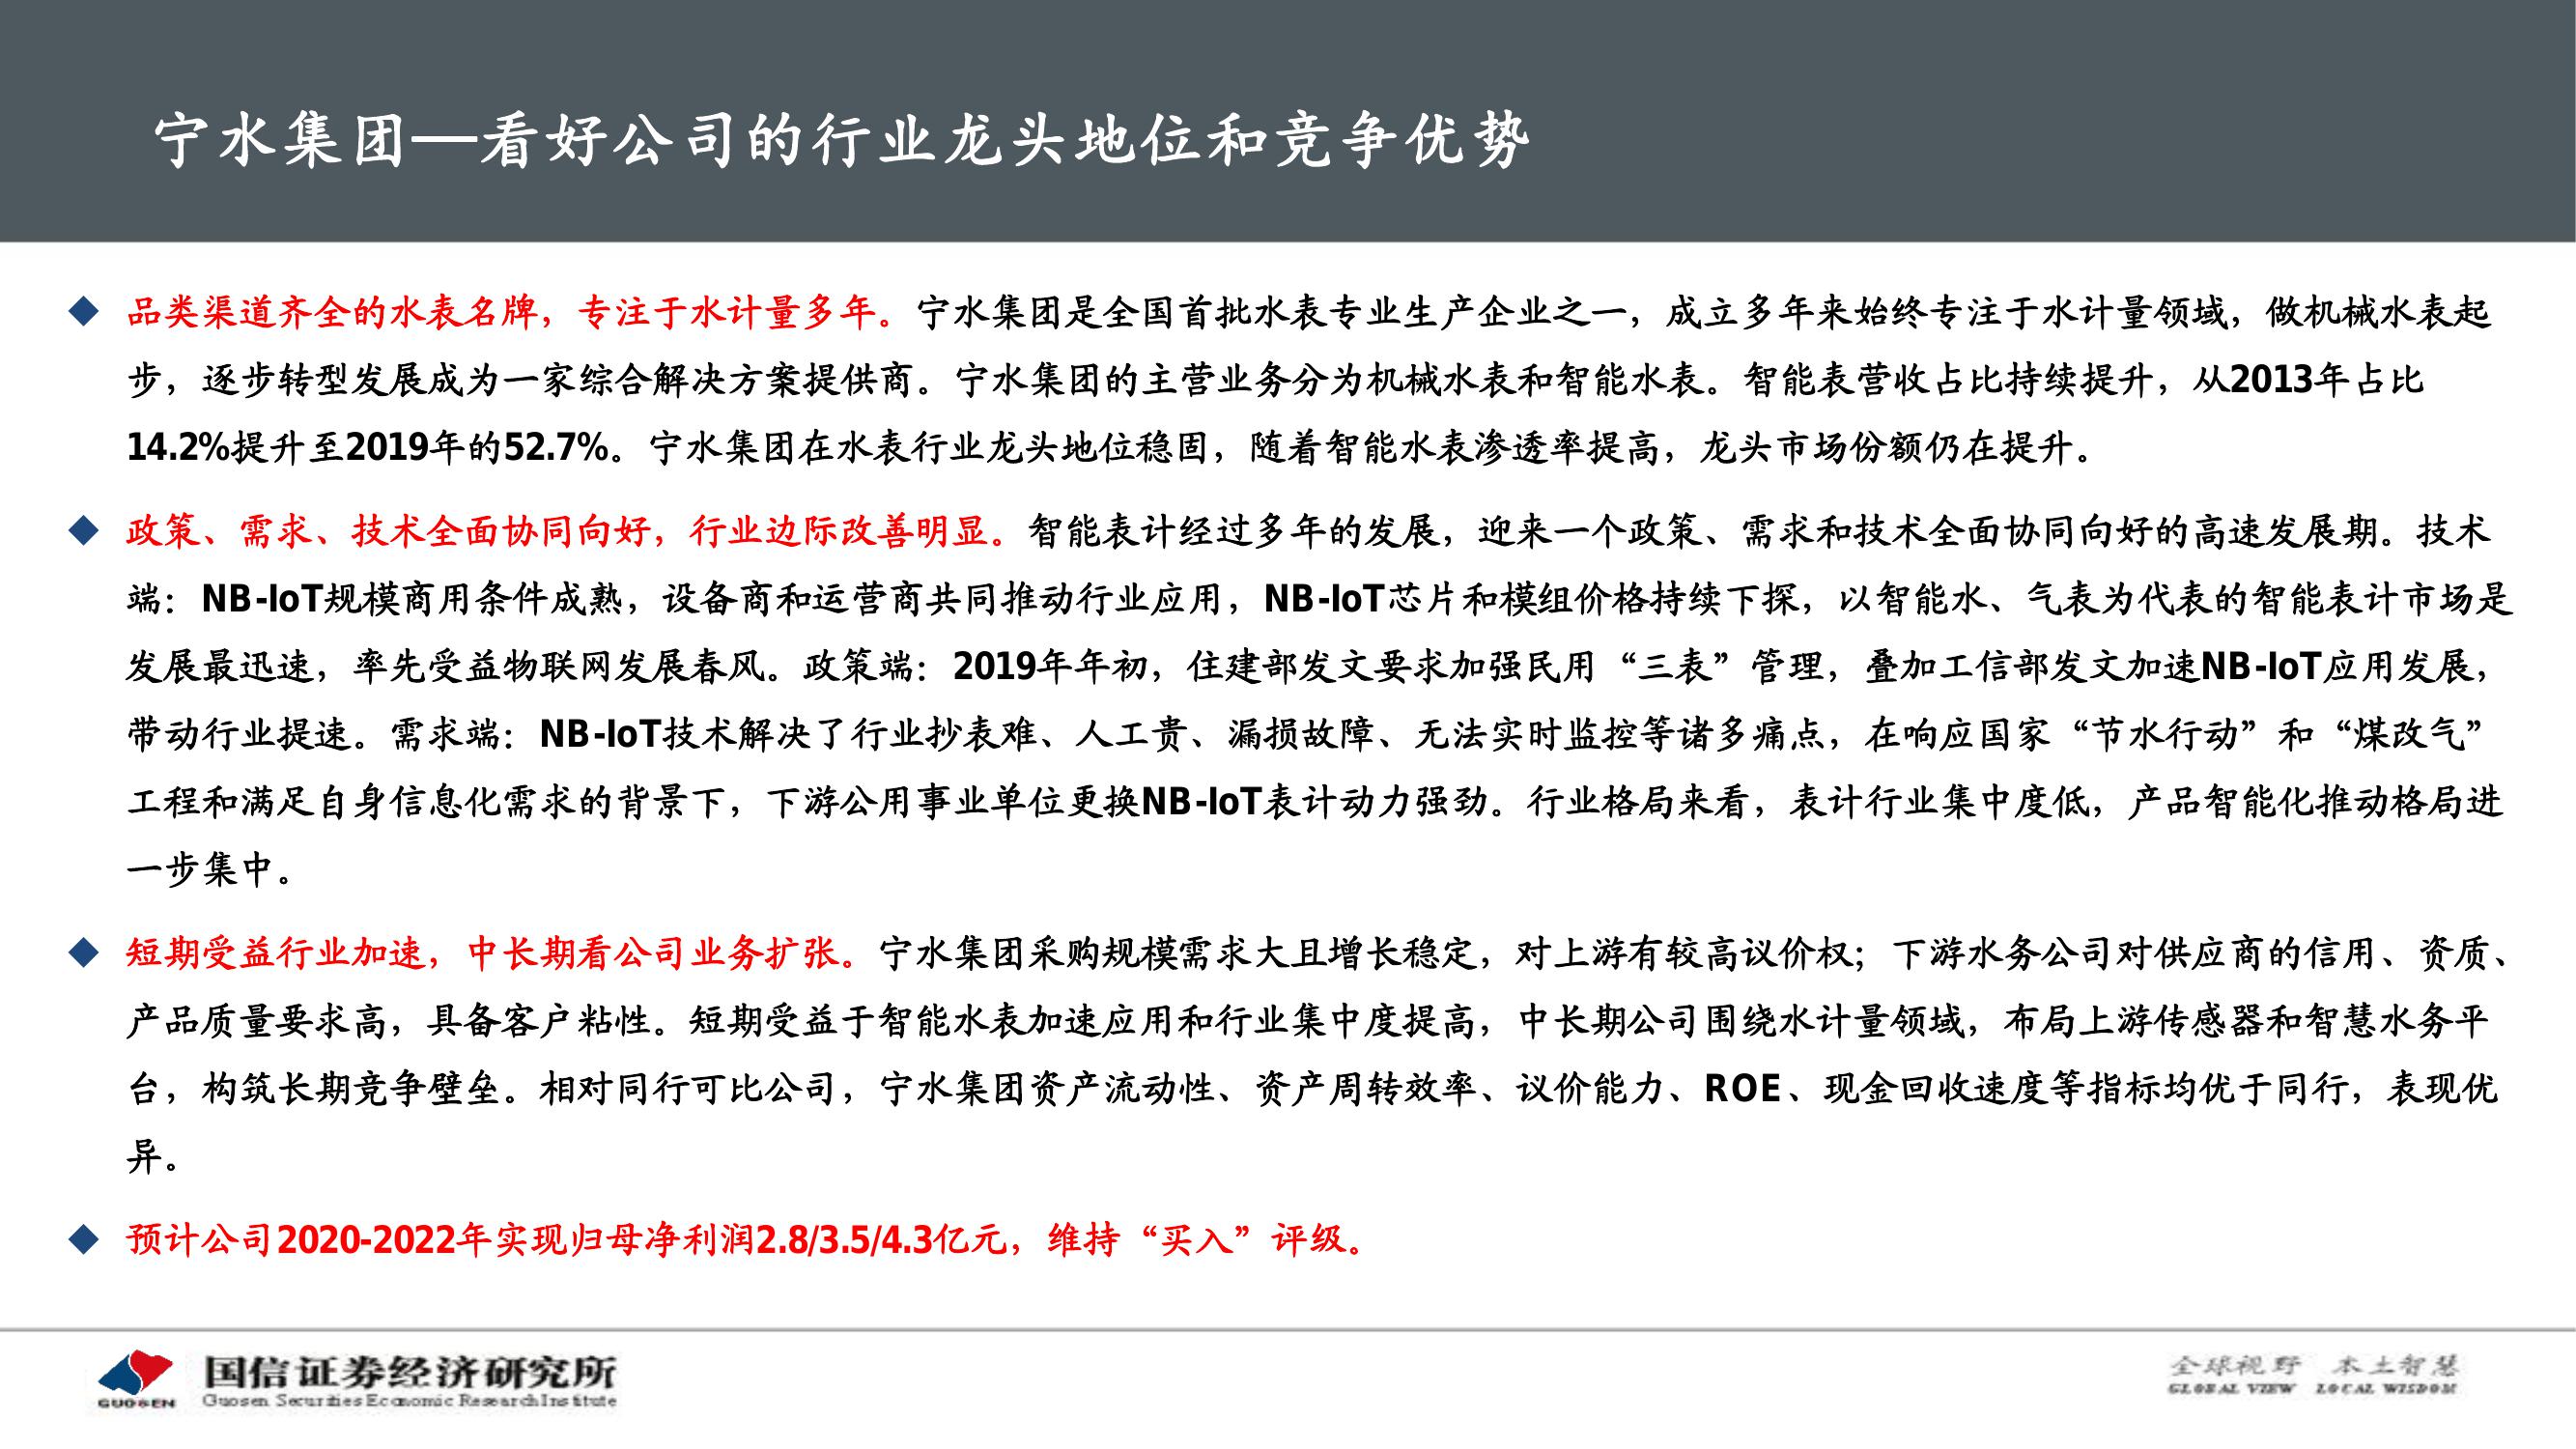 宁水集团—看好公司的行业龙头地位和竞争优势
品类渠道齐全的水表名牌，专注于水计量多年。宁水集团是全国首批水表专业生产企业之一，成立多年来始终专注于水计量领域，做机械水表起
步，逐步转型发展成为一家综合解决方案提供商。宁水集团的主营业务分为机械水表和智能水表。智能表营收占比持续提升，从2013年占比
14.2%提升至2019年的52.7%。宁水集团在水表行业龙头地位稳固，随着智能水表渗透率提高，龙头市场份额仍在提升。
政策、需求、技术全面协同向好，行业边际改善明显。智能表计经过多年的发展，迎来一个政策、需求和技术全面协同向好的高速发展期。技术
端：NB-IoT规模商用条件成熟，设备商和运营商共同推动行业应用，NB-IoT芯片和模组价格持续下探，以智能水、气表为代表的智能表计市场是
发展最迅速，率先受益物联网发展春风。政策端：2019年年初，住建部发文要求加强民用“三表”管理，叠加工信部发文加速NB-IoT应用发展，
带动行业提速。需求端：NB-IoT技术解决了行业抄表难、人工贵、漏损故障、无法实时监控等诸多痛点，在响应国家“节水行动”和“煤改气”
工程和满足自身信息化需求的背景下，下游公用事业单位更换NB-IoT表计动力强劲。行业格局来看，表计行业集中度低，产品智能化推动格局进
一步集中。
短期受益行业加速，中长期看公司业务扩张。宁水集团采购规模需求大且增长稳定，对上游有较高议价权；下游水务公司对供应商的信用、资质、
产品质量要求高，具备客户粘性。短期受益于智能水表加速应用和行业集中度提高，中长期公司围绕水计量领域，布局上游传感器和智慧水务平
台，构筑长期竞争壁垒。相对同行可比公司，宁水集团资产流动性、资产周转效率、议价能力、ROE、现金回收速度等指标均优于同行，表现优
异。
预计公司2020-2022年实现归母净利润2.8/3.5/4.3亿元，维持“买入”评级。
GUOSEN
国信证券经济研究所
Guosen Securities Economic Research Institute
全球视野 本土智慧
GLOBAL VIEW LOCAL WISDOM